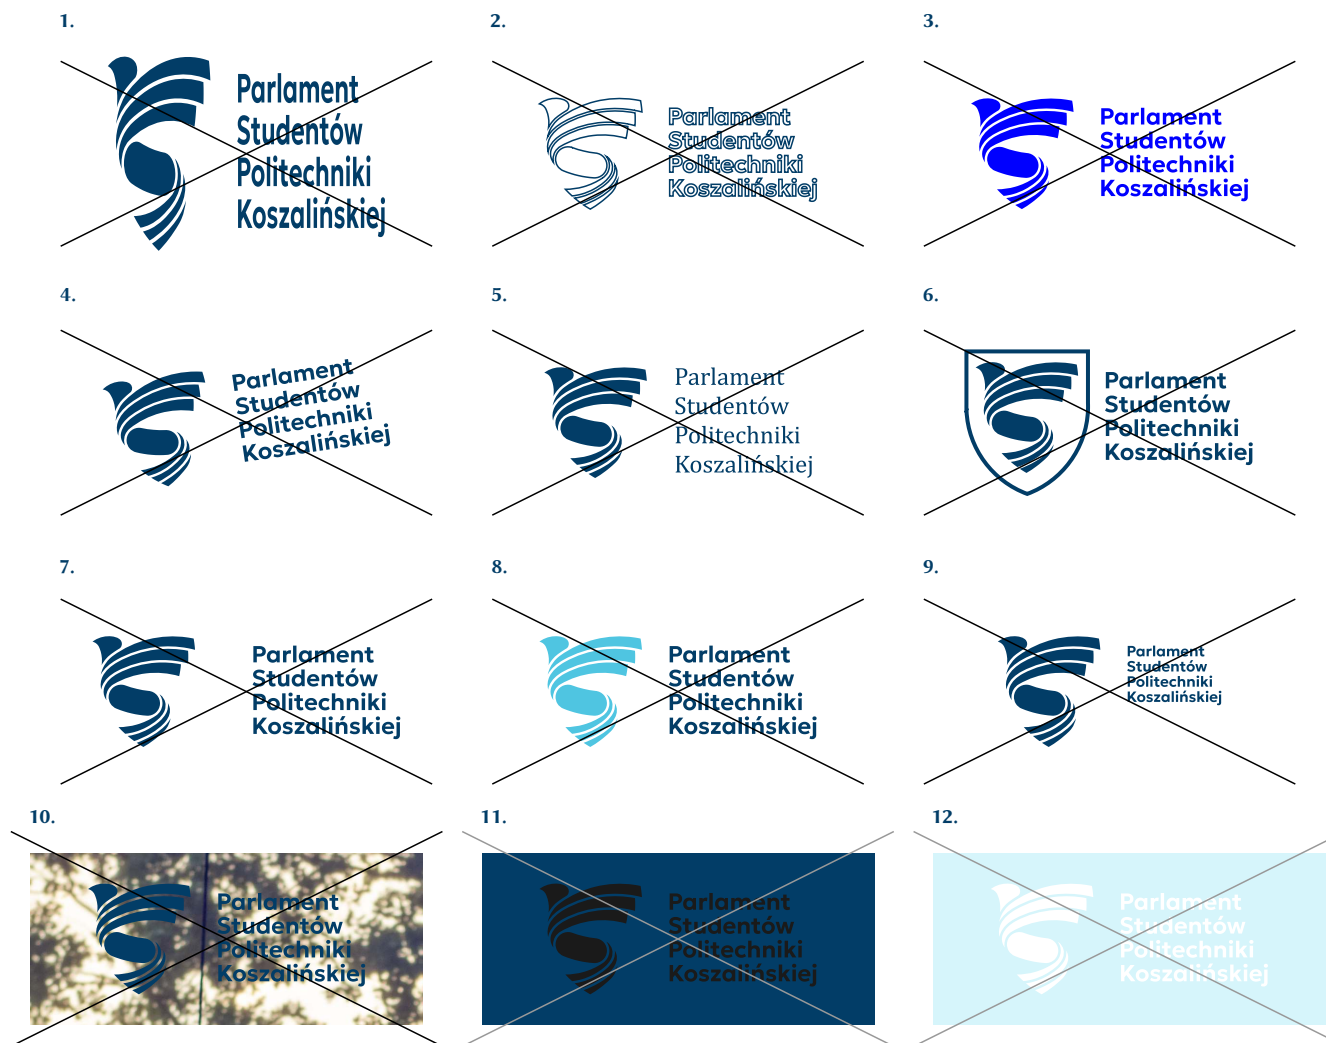 1.
Parlament
Studentów
Politechniki
Koszalińskiej
2.
Parlament
Studentów
Politechniki
Koszalińskiej
3.
Parlament
Studentów
Politechniki
Koszalińskiej
4.
Parlament
Studentów
Politechniki
Koszalińskiej
5.
Parlament
Studentów
Politechniki
Koszalińskiej
6.
Parlament
Studentów
Politechniki
Koszalińskiej
7.
Parlament
Studentów
Politechniki
Koszalińskiej
8.
Parlament
Studentów
Politechniki
Koszalińskiej
9.
Parlament
Studentów
Politechniki
Koszalińskiej
10.
Parlament
Studentów
Politechniki
Koszalińskiej
11.
Parlament
Studentów
Politechniki
Koszalińskiej
12.
Parlament
Studentów
Politechniki
Koszalińskiej